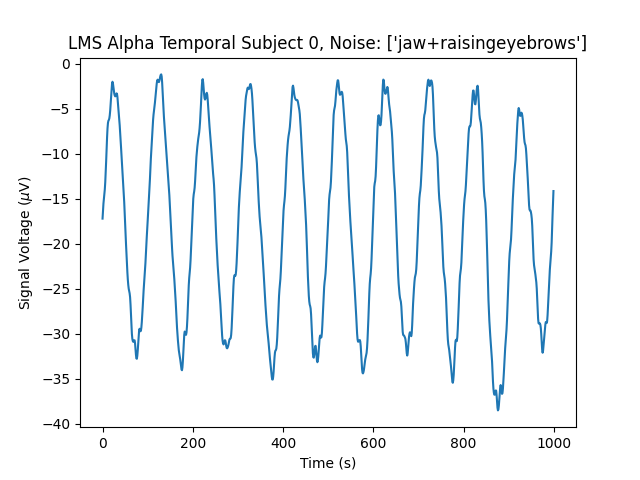 LMS Alpha Temporal Subject 0, Noise: ['jaw+raisingeyebrows']
0
−5
−10
−15
−20
−25
−30
−35
−40
Signal Voltage (μV)
0 200 400 600 800 1000
Time (s)